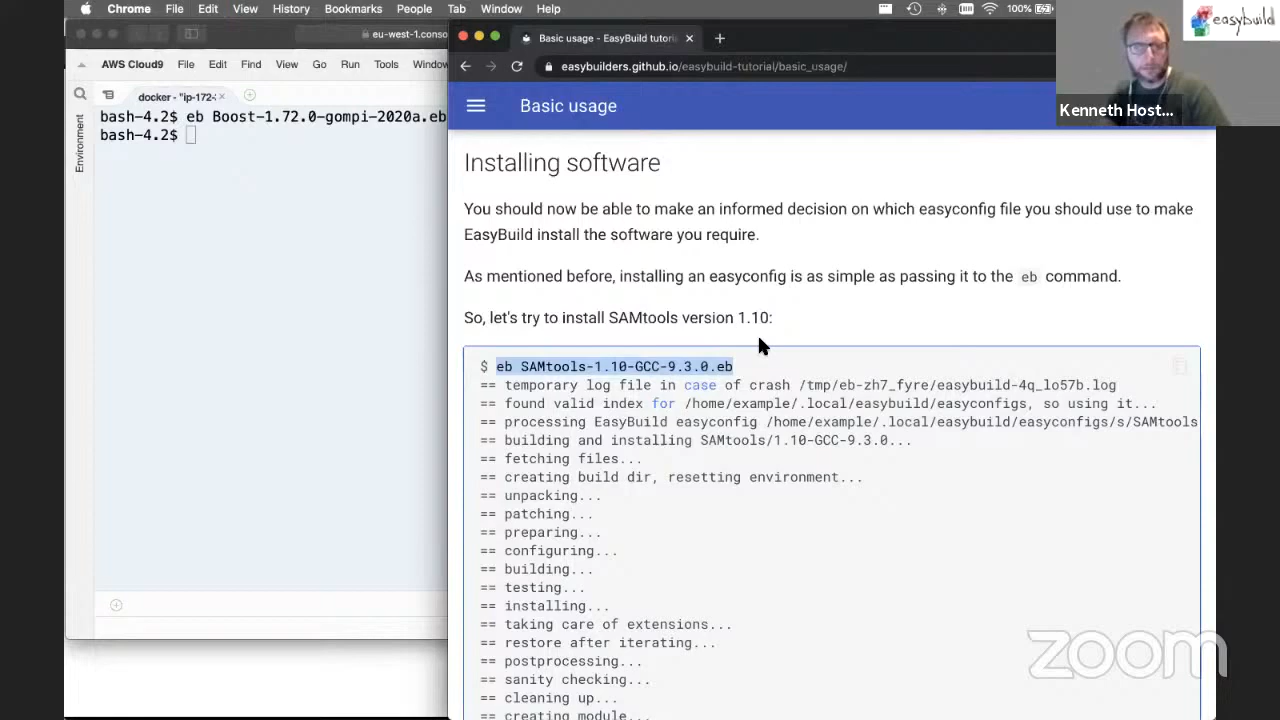 Chrome File Edit View History Bookmarks People Tab Window Help 100%
easybuild
eu-west-1.conso
Basic usage - EasyBuild tutori
AWS Cloud9 File Edit Find View Go Run Tools Window
easybuilders.github.io/easybuild-tutorial/basic_usage/
docker - "ip-172-
Kenneth Host...
Basic usage
bash-4.2$ eb Boost-1.72.0-gompi-2020a.eb
bash-4.2$
Environment
Installing software
You should now be able to make an informed decision on which easyconfig file you should use to make
EasyBuild install the software you require.
As mentioned before, installing an easyconfig is as simple as passing it to the eb command.
So, let's try to install SAMtools version 1.10:
$ eb SAMtools-1.10-GCC-9.3.0.eb
== temporary log file in case of crash /tmp/eb-zh7_fyre/easybuild-4q_lo57b.log
== found valid index for /home/example/.local/easybuild/easyconfigs, so using it...
== processing EasyBuild easyconfig /home/example/.local/easybuild/easyconfigs/s/SAMtools
== building and installing SAMtools/1.10-GCC-9.3.0...
== fetching files...
== creating build dir, resetting environment...
== unpacking...
== patching...
== preparing...
== configuring...
== building...
== testing...
== installing...
== taking care of extensions...
== restore after iterating...
== postprocessing...
== sanity checking...
== cleaning up...
== creating module...
zoom